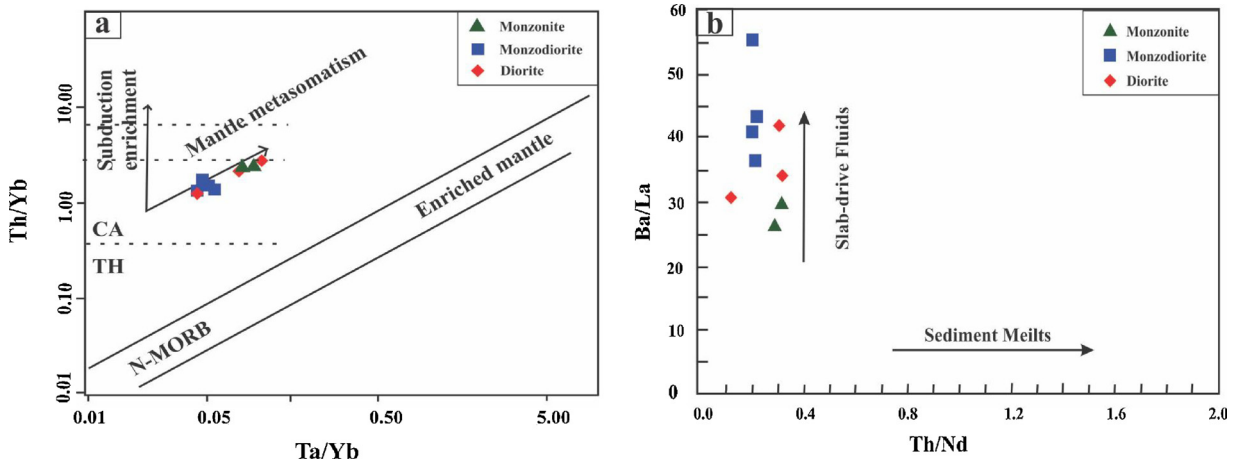 a
Monzonite
Monzodiorite
Diorite
Subduction
enrichment
Mantle metasomatism
Enriched mantle
N-MORB
CA
TH
10.00
1.00
0.10
0.01
Th/Yb
0.01
0.05
0.50
5.00
Ta/Yb
b
Monzonite
Monzodiorite
Diorite
Slab-drive Fluids
Sediment Meilts
60
50
40
30
20
10
0
Ba/La
0.0
0.4
0.8
1.2
1.6
2.0
Th/Nd